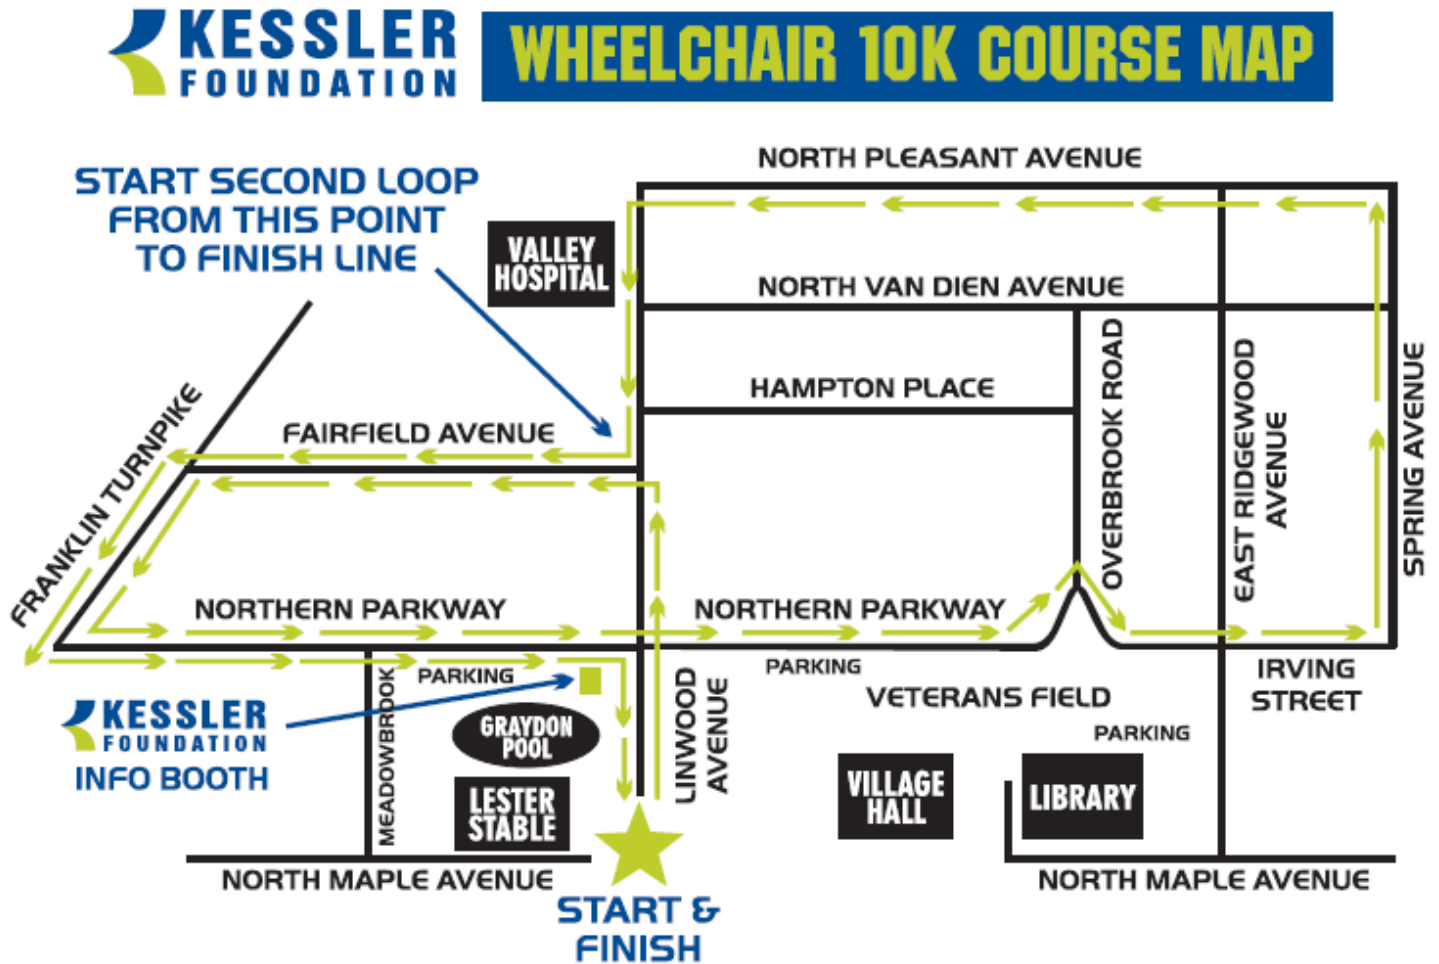 KESSLER
FOUNDATION
WHEELCHAIR 10K COURSE MAP
NORTH PLEASANT AVENUE
START SECOND LOOP
FROM THIS POINT
TO FINISH LINE
VALLEY
HOSPITAL
NORTH VAN DIEN AVENUE
HAMPTON PLACE
OVERBROOK ROAD
EAST RIDGEWOOD
AVENUE
SPRING AVENUE
FAIRFIELD AVENUE
FRANKLIN TURNPIKE
NORTHERN PARKWAY
NORTHERN PARKWAY
PARKING
PARKING
IRVING
STREET
VETERANS FIELD
PARKING
KESSLER
FOUNDATION
INFO BOOTH
MEADOWBROOK
GRAYDON
POOL
LESTER
STABLE
LINWOOD
AVENUE
VILLAGE
HALL
LIBRARY
NORTH MAPLE AVENUE
NORTH MAPLE AVENUE
START &
FINISH